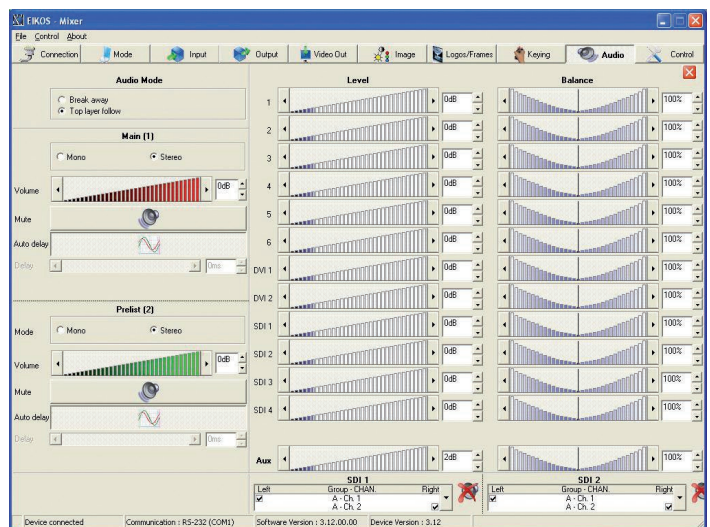 EIKOS - Mixer
File Control About
Connection Mode Input Output Video Out Image Logos/Frames Keying Audio Control
Audio Mode
Break away
Top layer follow
Main (1)
Mono Stereo
Volume 0dB
Mute
Auto delay
Delay 0ms
Prelist (2)
Mode Mono Stereo
Volume 0dB
Mute
Auto delay
Delay 0ms
Level Balance
1 0dB 100%
2 0dB 100%
3 0dB 100%
4 0dB 100%
5 0dB 100%
6 0dB 100%
DVI 1 0dB 100%
DVI 2 0dB 100%
SDI 1 0dB 100%
SDI 2 0dB 100%
SDI 3 0dB 100%
SDI 4 0dB 100%
Aux 2dB 100%
SDI 1
Left Group - CHAN. Right
A - Ch. 1
A - Ch. 2
SDI 2
Left Group - CHAN. Right
A - Ch. 1
A - Ch. 2
Device connected Communication : RS-232 (COM1) Software Version : 3.12.00.00 Device Version : 3.12